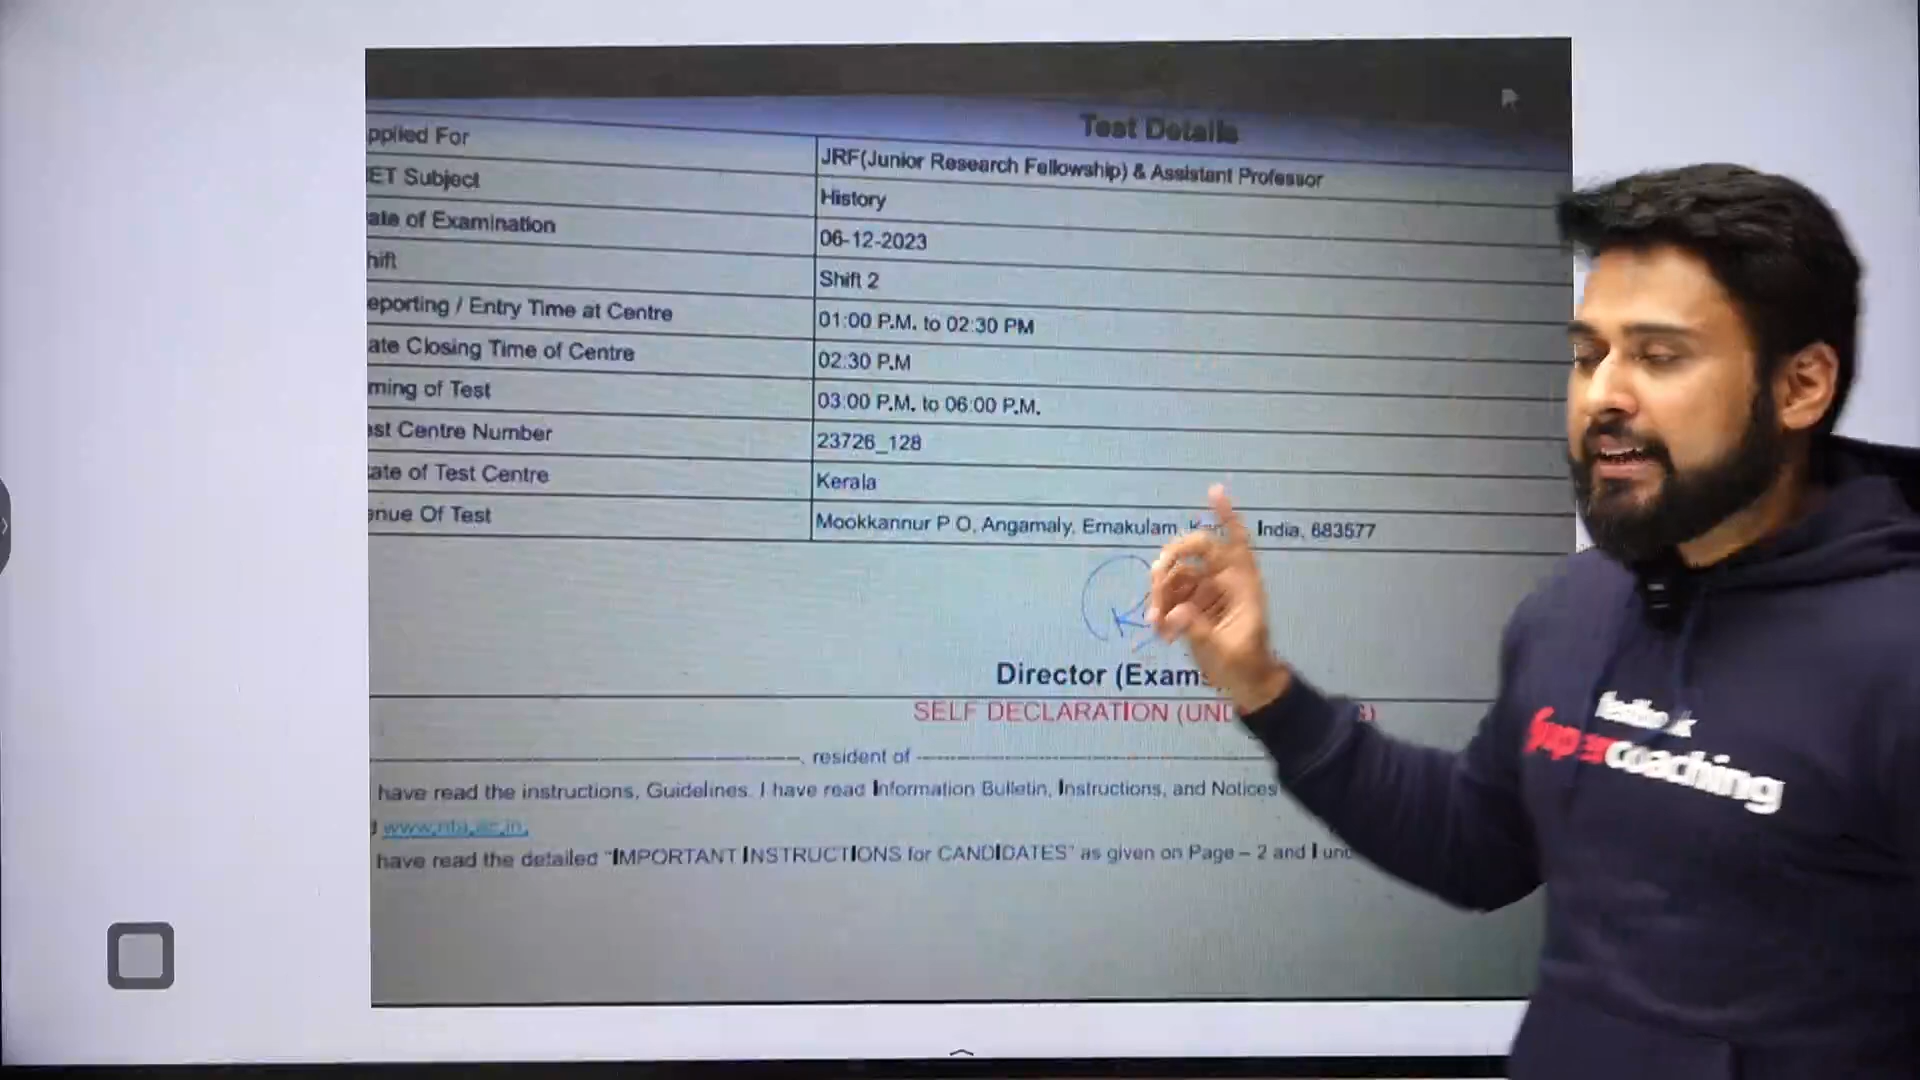 Test Details
pplied For
JRF(Junior Research Fellowship) & Assistant Professor
ET Subject
History
ate of Examination
06-12-2023
hift
Shift 2
eporting / Entry Time at Centre
01:00 P.M. to 02:30 PM
ate Closing Time of Centre
02:30 P.M
ming of Test
03:00 P.M. to 06:00 P.M.
est Centre Number
23726_128
ate of Test Centre
Kerala
enue Of Test
Mookkannur P O, Angamaly, Ernakulam, India, 683577
Director (Exams
SELF DECLARATION (UND
, resident of
have read the instructions, Guidelines. I have read Information Bulletin, Instructions, and Notices
www.nta.ac.in.
have read the detailed "IMPORTANT INSTRUCTIONS for CANDIDATES" as given on Page – 2 and I und
testbook
Supercoaching